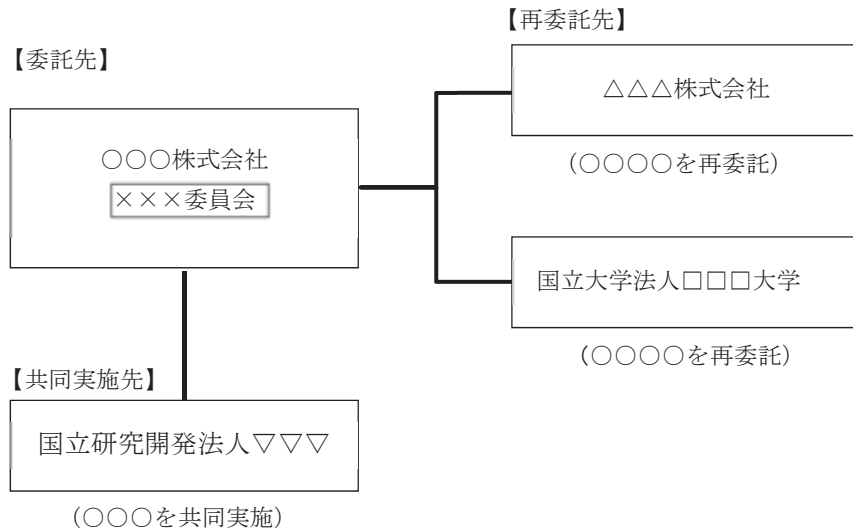 【委託先】
○○○株式会社
×××委員会
【再委託先】
△△△株式会社
(○○○○を再委託)
国立大学法人□□□大学
(○○○○を再委託)
【共同実施先】
国立研究開発法人▽▽▽
(○○○を共同実施)